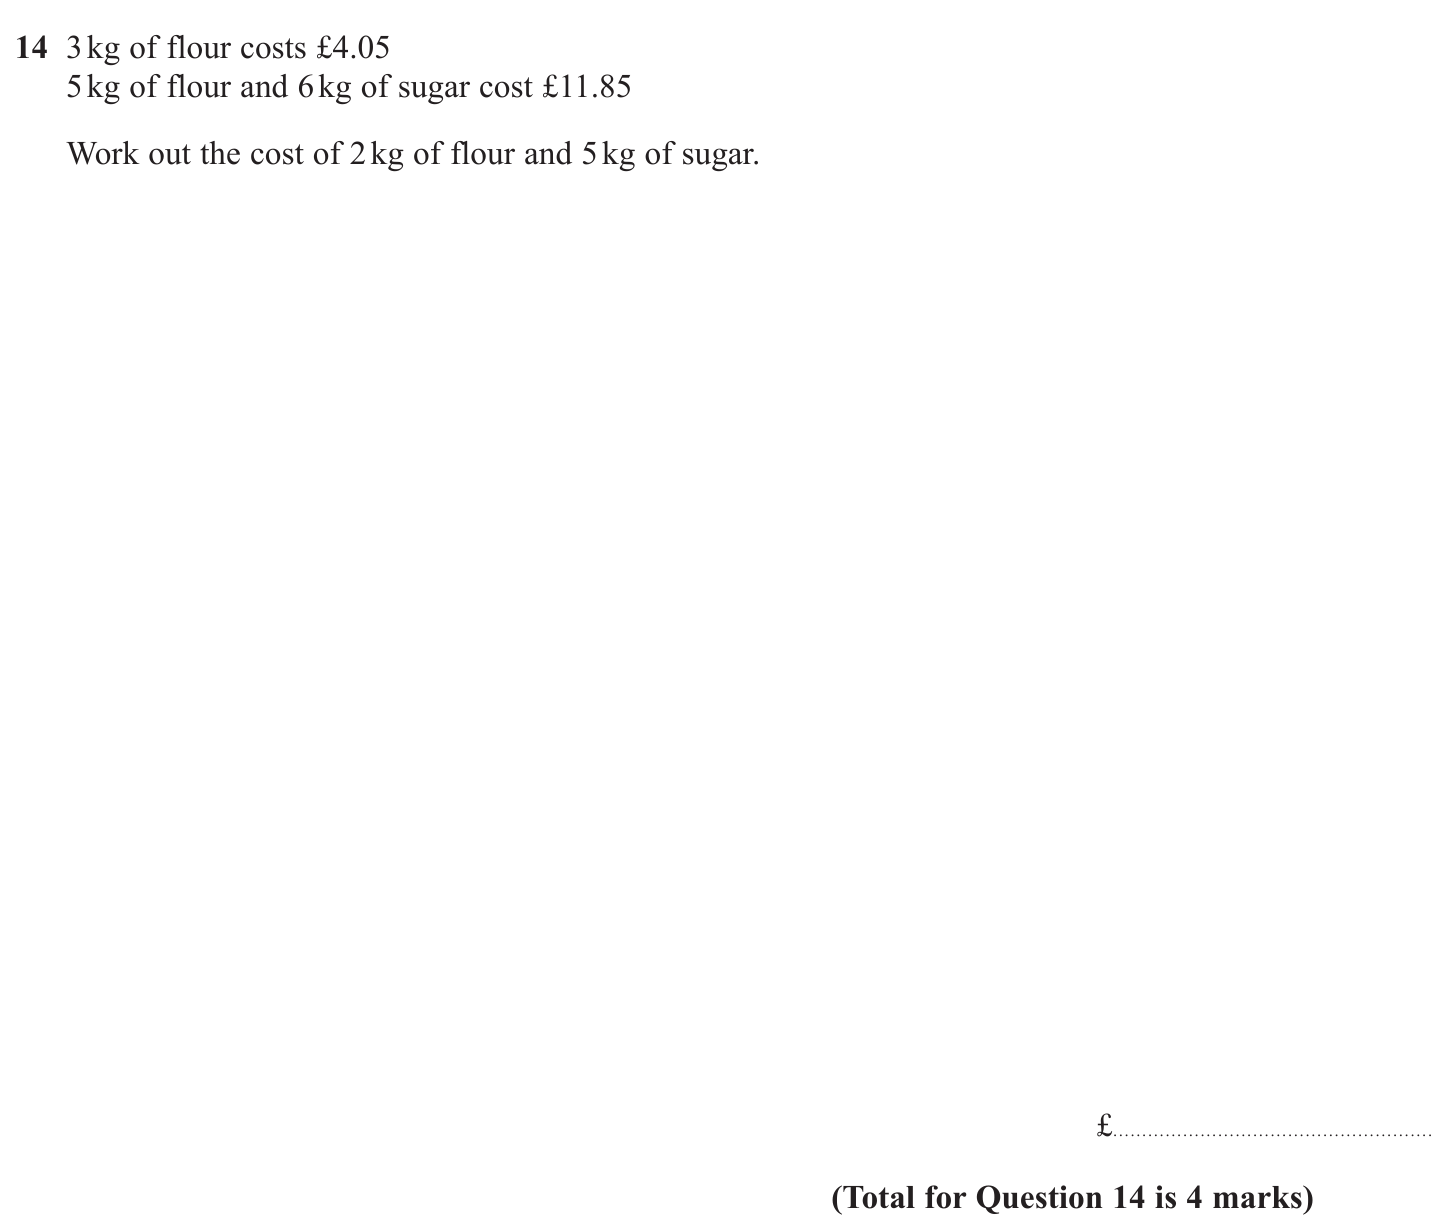 14 3 kg of flour costs £4.05
5 kg of flour and 6 kg of sugar cost £11.85
Work out the cost of 2 kg of flour and 5 kg of sugar.
£..........................................................
(Total for Question 14 is 4 marks)